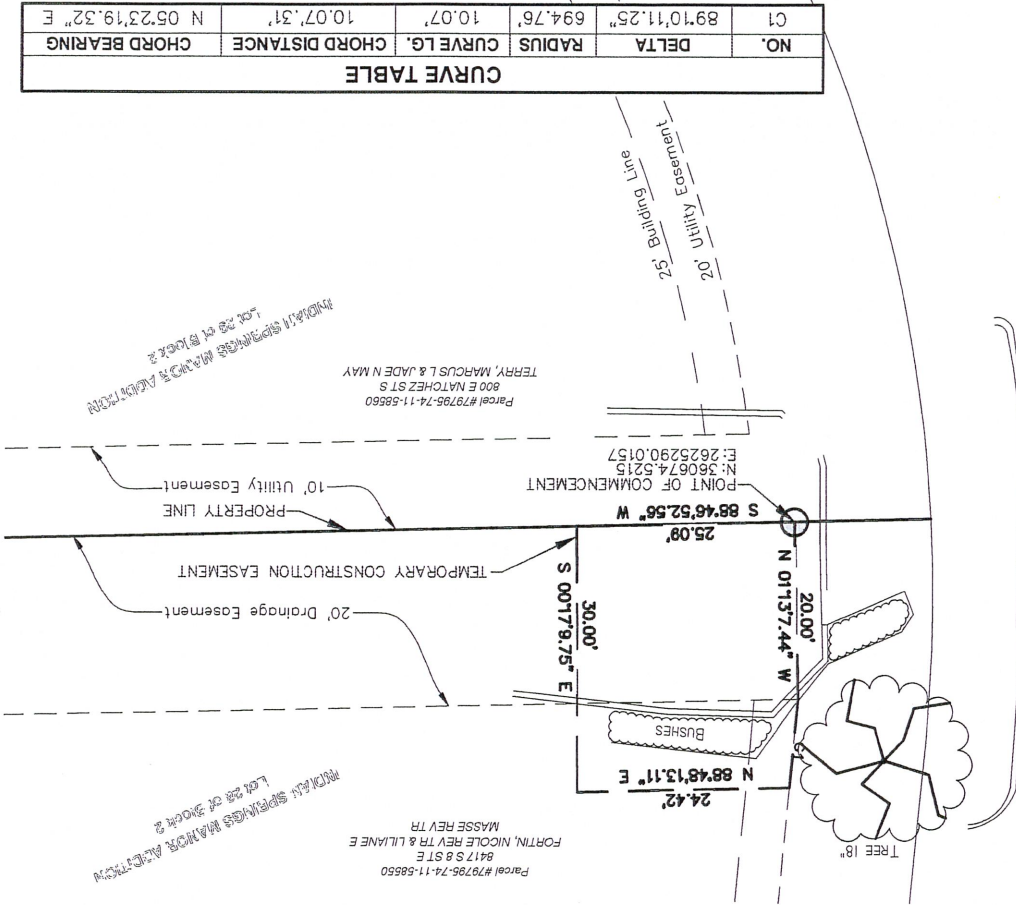 TREE 18"
Parcel #79795-74-11-58550
8417 S 8 ST E
FORTIN, NICOLE REV TR & LILIANE E
MASSE REV TR
INDIAN SPRINGS MANOR ADDITION
Lot 28 of Block 2
24.42'
N 88°48'13.11" E
C1
BUSHES
20.00'
N 01°13'7.44" W
30.00'
S 00°17'9.75" E
20' Drainage Easement
TEMPORARY CONSTRUCTION EASEMENT
25.09'
S 88°46'52.56" W
PROPERTY LINE
10' Utility Easement
POINT OF COMMENCEMENT
N: 360674.5215
E: 2625290.0157
Parcel #79795-74-11-58560
800 E NATCHEZ ST S
TERRY, MARCUS L & JADE N MAY
INDIAN SPRINGS MANOR ADDITION
Lot 29 of Block 2
20' Utility Easement
25' Building Line
CURVE TABLE
NO. DELTA RADIUS CURVE LG. CHORD DISTANCE CHORD BEARING
C1 89°10'11.25" 694.76' 10.07' 10.07'.31' N 05°23'19.32" E